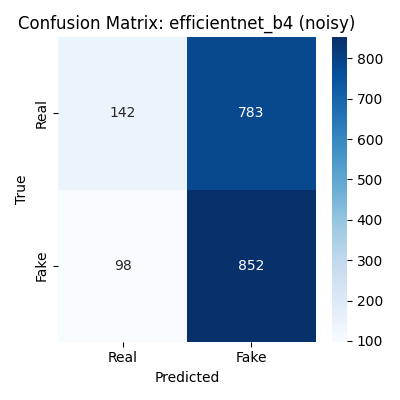 Confusion Matrix: efficientnet_b4 (noisy)
True
Real
142
783
Fake
98
852
Real
Fake
Predicted
800
700
600
500
400
300
200
100